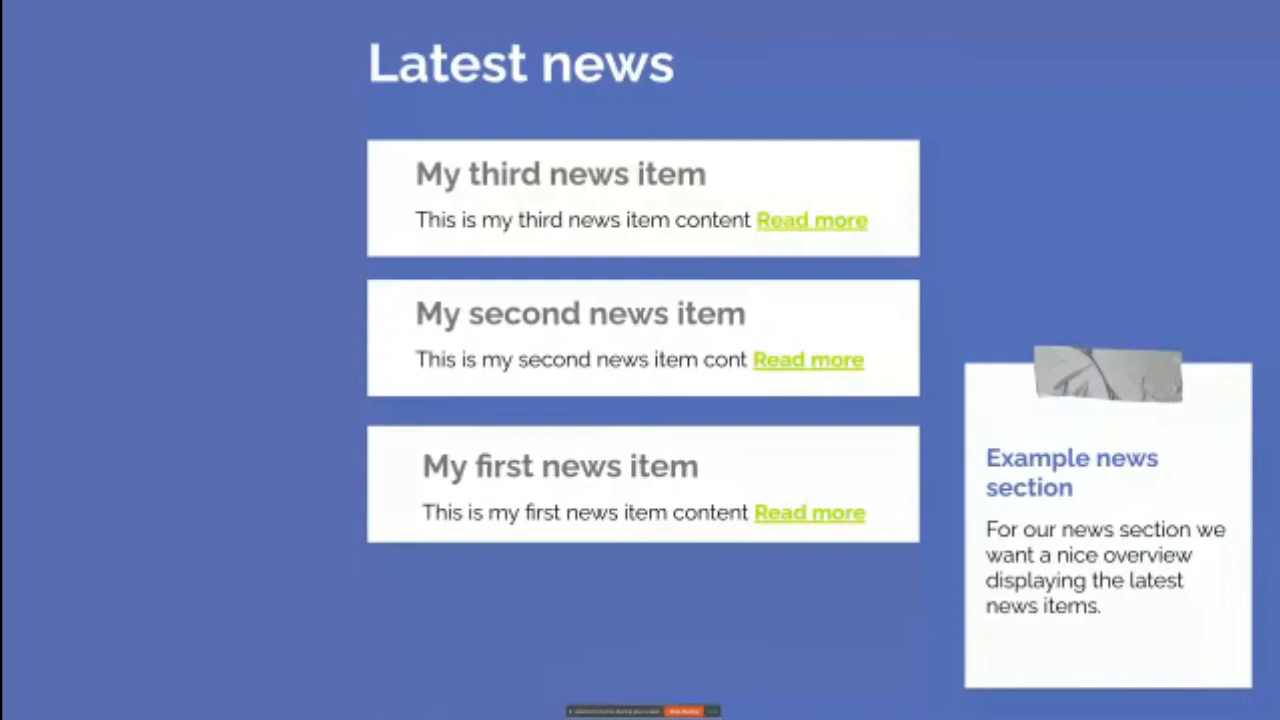 Latest news
My third news item
This is my third news item content Read more
My second news item
This is my second news item cont Read more
My first news item
This is my first news item content Read more
Example news
section
For our news section we
want a nice overview
displaying the latest
news items.